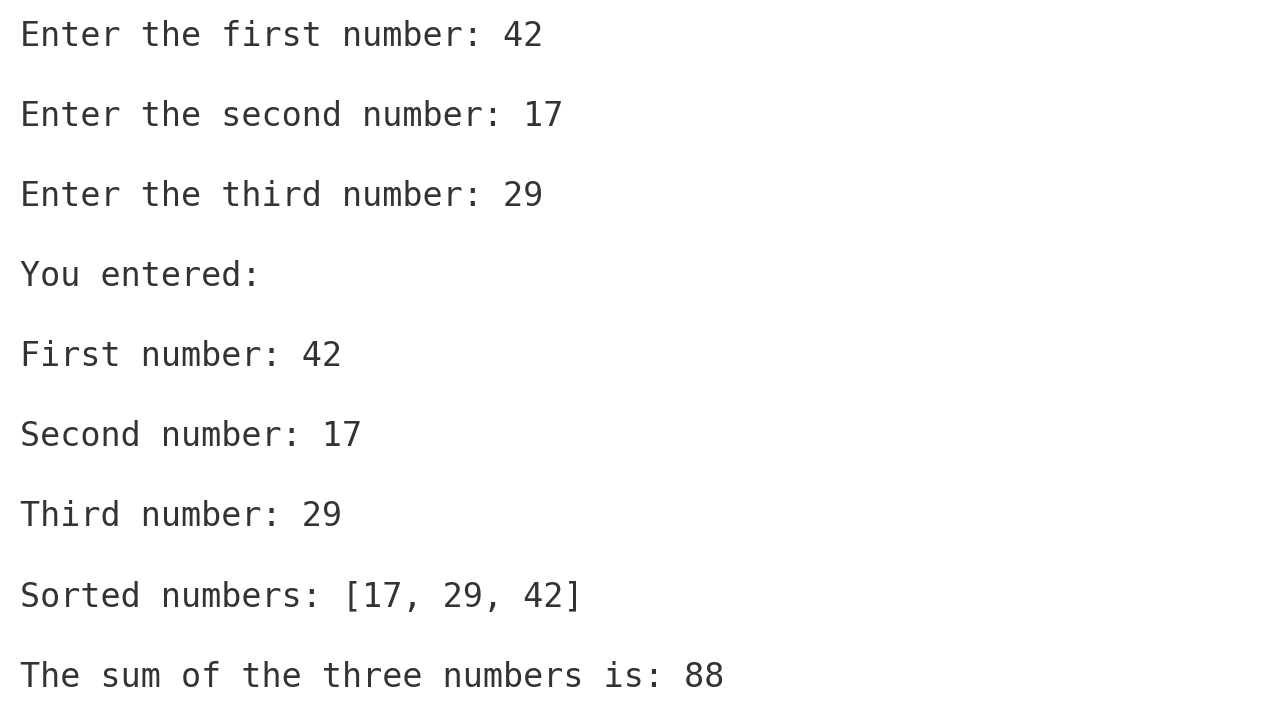 Enter the first number: 42
Enter the second number: 17
Enter the third number: 29
You entered:
First number: 42
Second number: 17
Third number: 29
Sorted numbers: [17, 29, 42]
The sum of the three numbers is: 88